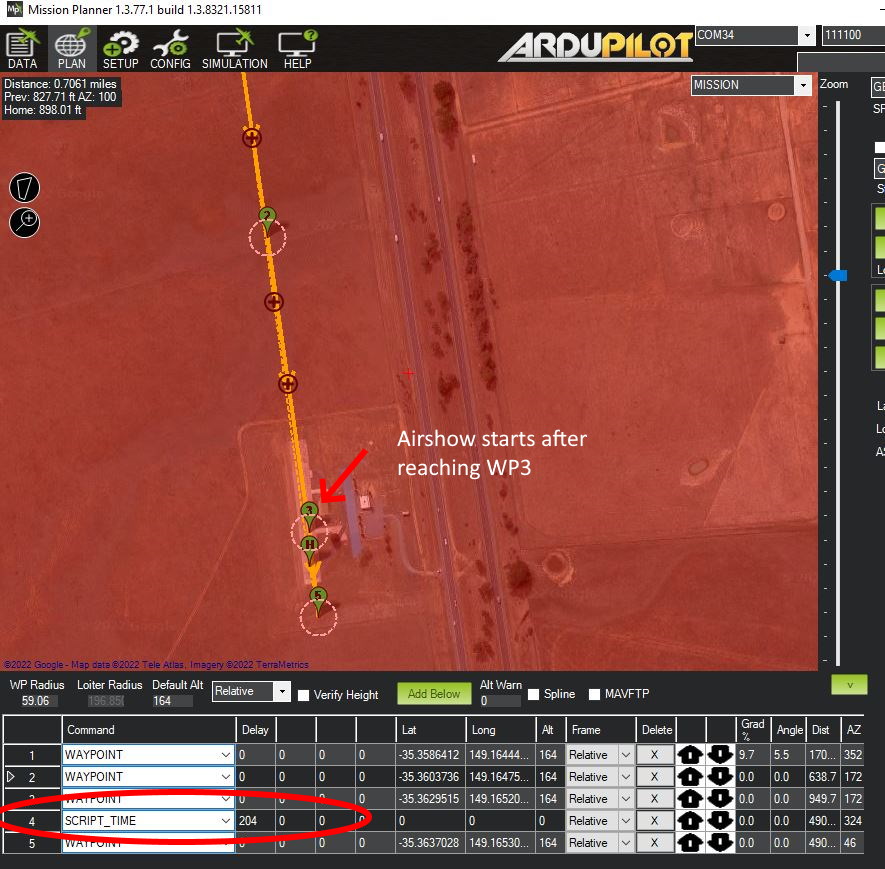 Mission Planner 1.3.77.1 build 1.3.8321.15811
DATA PLAN SETUP CONFIG SIMULATION HELP
ARDUPILOT
COM34 111100
Distance: 0.7061 miles
Prev: 827.71 ft AZ: 100
Home: 898.01 ft
MISSION
Zoom
2
Airshow starts after
reaching WP3
3
H
5
©2022 Google - Map data ©2022 Tele Atlas, Imagery ©2022 TerraMetrics
WP Radius Loiter Radius Default Alt Alt Warn
59.06 196.850 164 Relative Verify Height Add Below 0 Spline MAVFTP
v
Command Delay Lat Long Alt Frame Delete Grad % Angle Dist AZ
1 WAYPOINT 0 0 0 0 -35.3586412 149.16444... 164 Relative X 9.7 5.5 170... 352
2 WAYPOINT 0 0 0 0 -35.3603736 149.16475... 164 Relative X 0.0 0.0 638.7 172
3 WAYPOINT 0 0 0 0 -35.3629515 149.16520... 164 Relative X 0.0 0.0 949.7 172
4 SCRIPT_TIME 204 0 0 0 0 0 0 Relative X 0.0 0.0 490... 324
5 WAYPOINT 0 0 0 0 -35.3637028 149.16530... 164 Relative X 0.0 0.0 490... 46